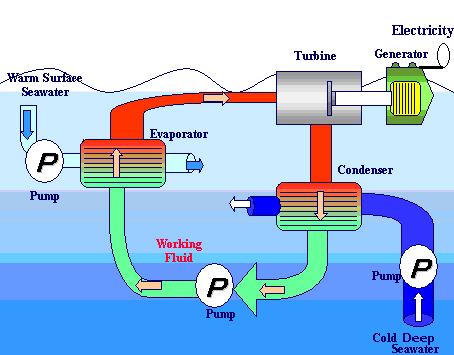 Electricity
Turbine
Generator
Warm Surface
Seawater
Evaporator
P
Condenser
Pump
Working
Fluid
P
Pump
P
Pump
Cold Deep
Seawater